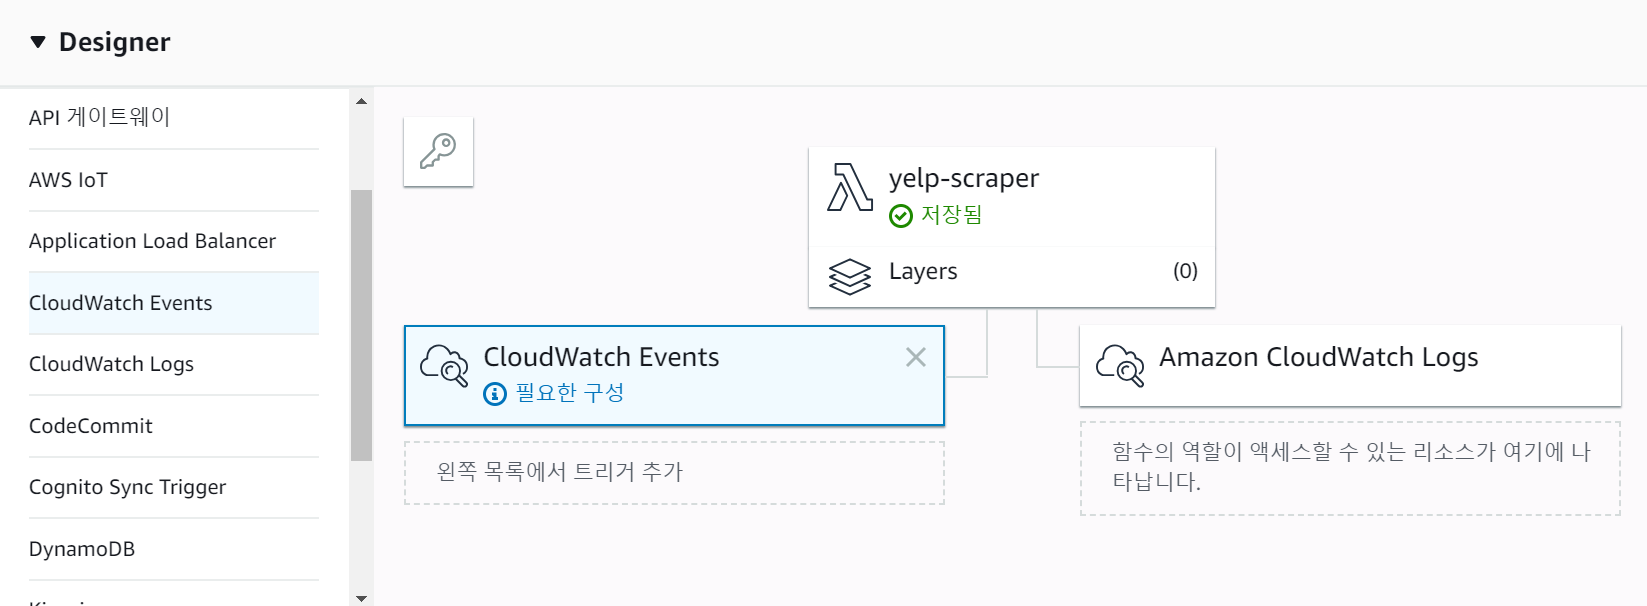 Designer
API 게이트웨이
AWS IoT
Application Load Balancer
CloudWatch Events
CloudWatch Logs
CodeCommit
Cognito Sync Trigger
DynamoDB
yelp-scraper
저장됨
Layers (0)
CloudWatch Events
필요한 구성
왼쪽 목록에서 트리거 추가
Amazon CloudWatch Logs
함수의 역할이 액세스할 수 있는 리소스가 여기에 나
타납니다.